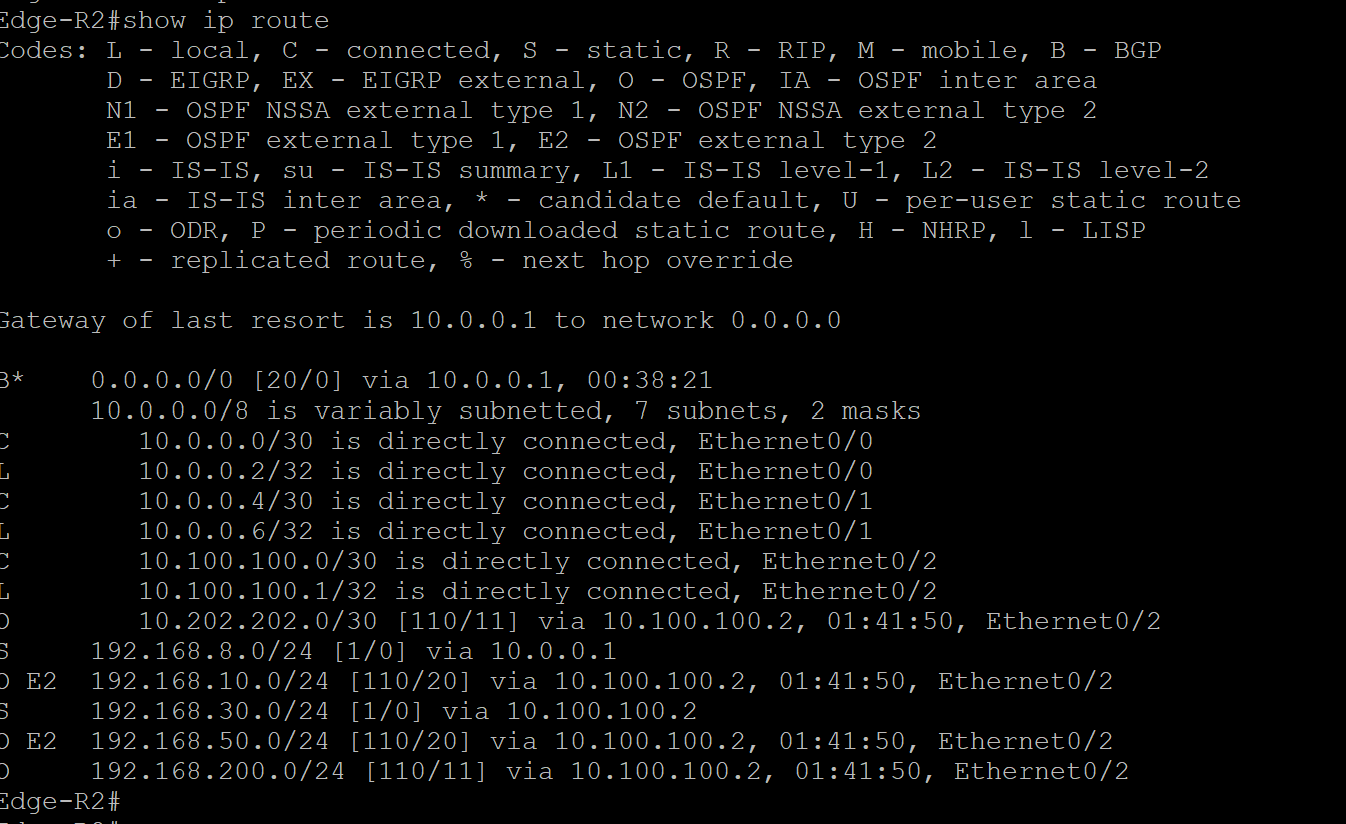 Edge-R2#show ip route
Codes: L - local, C - connected, S - static, R - RIP, M - mobile, B - BGP
       D - EIGRP, EX - EIGRP external, O - OSPF, IA - OSPF inter area
       N1 - OSPF NSSA external type 1, N2 - OSPF NSSA external type 2
       E1 - OSPF external type 1, E2 - OSPF external type 2
       i - IS-IS, su - IS-IS summary, L1 - IS-IS level-1, L2 - IS-IS level-2
       ia - IS-IS inter area, * - candidate default, U - per-user static route
       o - ODR, P - periodic downloaded static route, H - NHRP, l - LISP
       + - replicated route, % - next hop override

Gateway of last resort is 10.0.0.1 to network 0.0.0.0

B*    0.0.0.0/0 [20/0] via 10.0.0.1, 00:38:21
      10.0.0.0/8 is variably subnetted, 7 subnets, 2 masks
C        10.0.0.0/30 is directly connected, Ethernet0/0
L        10.0.0.2/32 is directly connected, Ethernet0/0
C        10.0.0.4/30 is directly connected, Ethernet0/1
L        10.0.0.6/32 is directly connected, Ethernet0/1
C        10.100.100.0/30 is directly connected, Ethernet0/2
L        10.100.100.1/32 is directly connected, Ethernet0/2
O        10.202.202.0/30 [110/11] via 10.100.100.2, 01:41:50, Ethernet0/2
S     192.168.8.0/24 [1/0] via 10.0.0.1
O E2  192.168.10.0/24 [110/20] via 10.100.100.2, 01:41:50, Ethernet0/2
S     192.168.30.0/24 [1/0] via 10.100.100.2
O E2  192.168.50.0/24 [110/20] via 10.100.100.2, 01:41:50, Ethernet0/2
O     192.168.200.0/24 [110/11] via 10.100.100.2, 01:41:50, Ethernet0/2
Edge-R2#